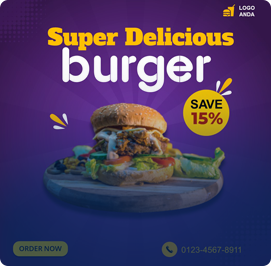 LOGO
ANDA
Super Delicious
burger
SAVE
15%
ORDER NOW
0123-4567-8911